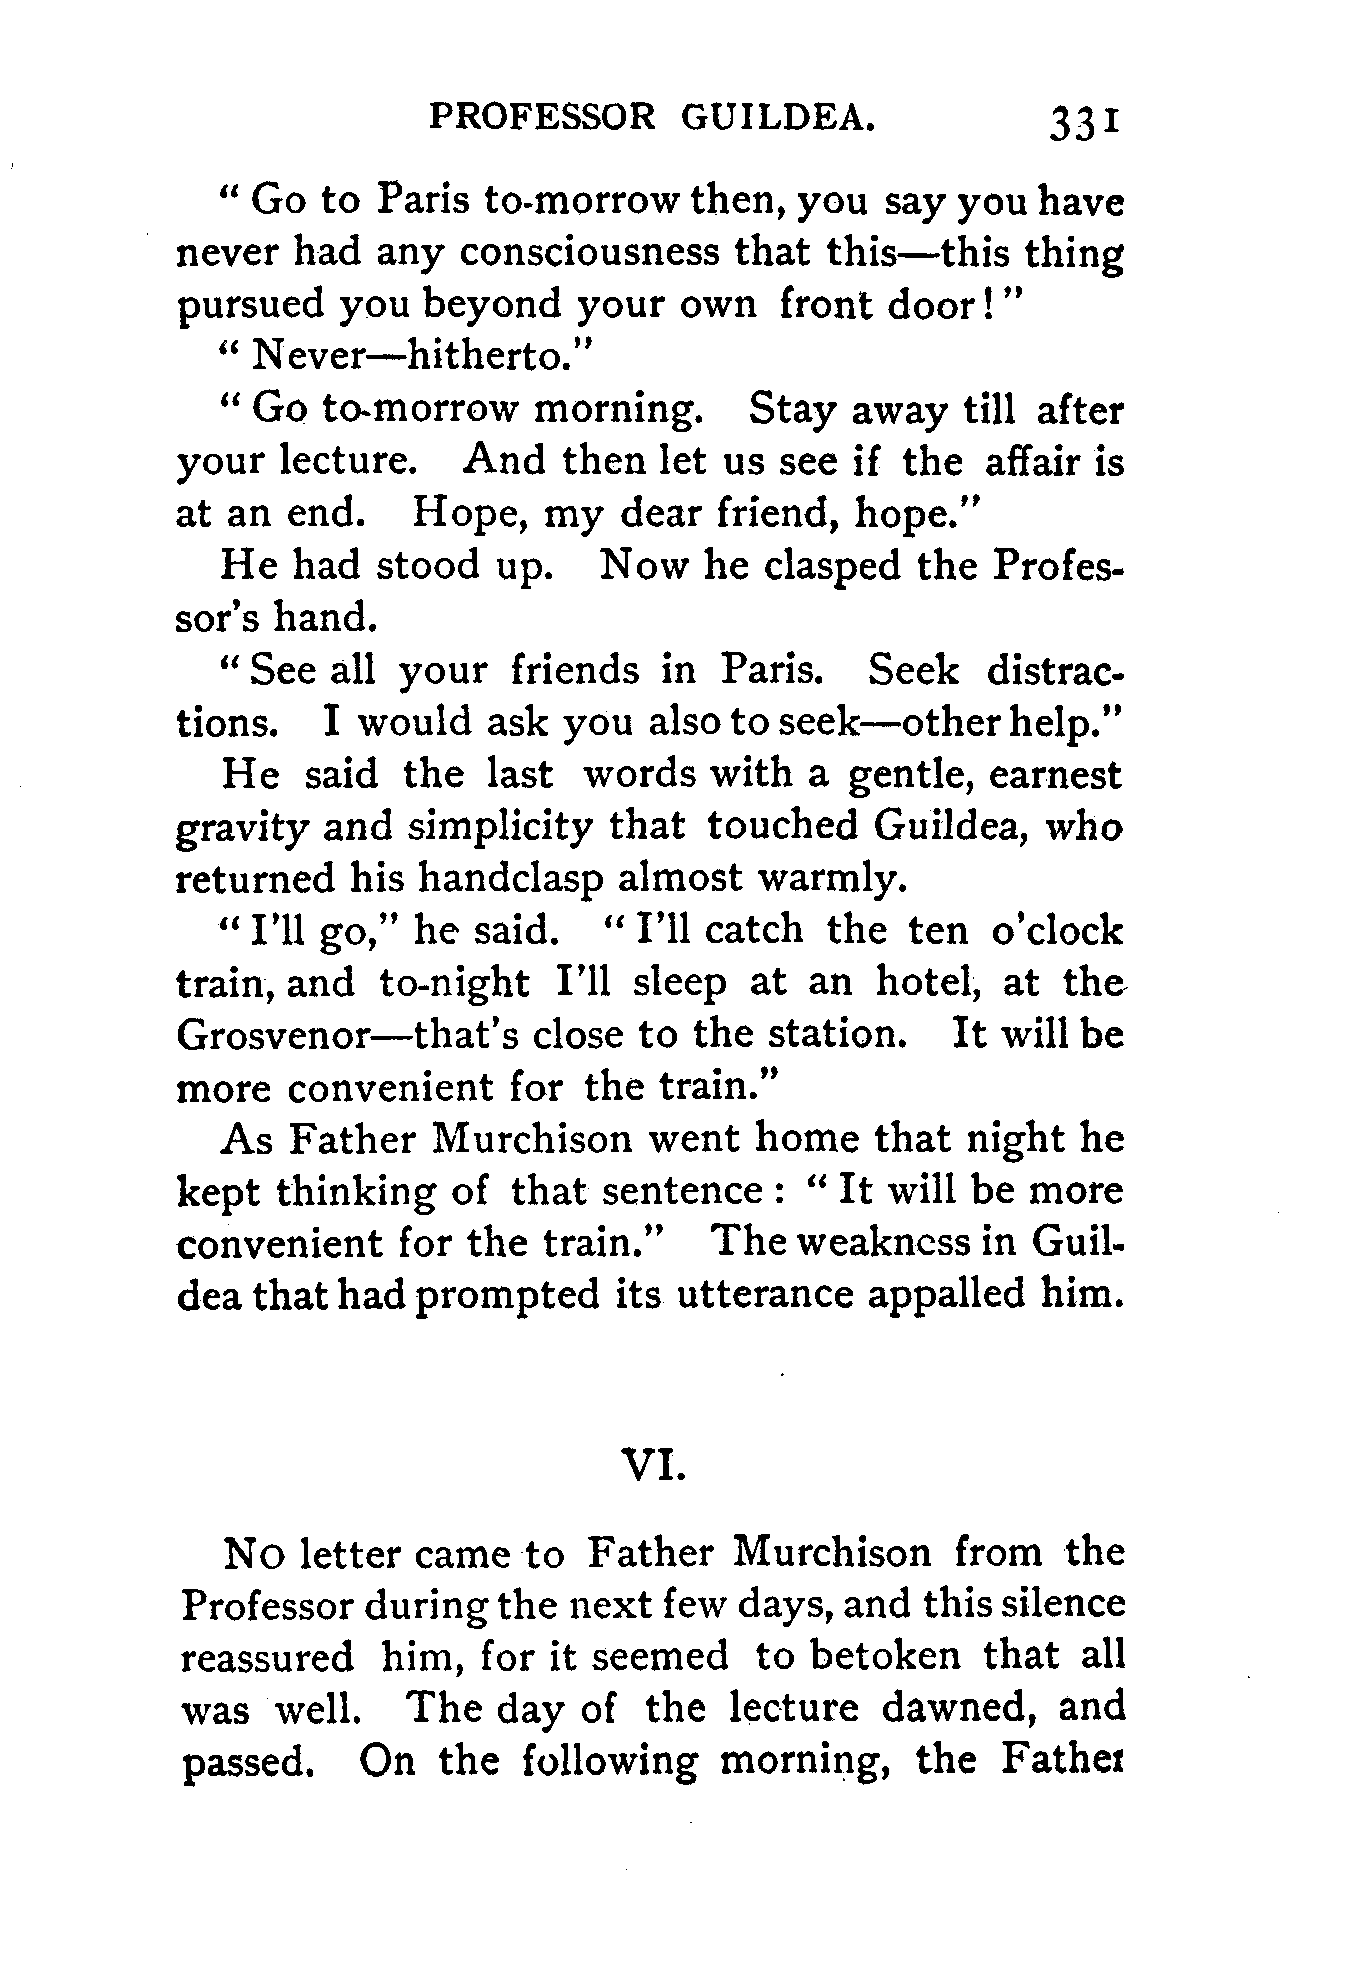 PROFESSOR GUILDEA. 331
" Go to Paris to-morrow then, you say you have
never had any consciousness that this—this thing
pursued you beyond your own front door! "
" Never—hitherto."
" Go to-morrow morning. Stay away till after
your lecture. And then let us see if the affair is
at an end. Hope, my dear friend, hope."
He had stood up. Now he clasped the Profes-
sor's hand.
" See all your friends in Paris. Seek distrac-
tions. I would ask you also to seek—other help."
He said the last words with a gentle, earnest
gravity and simplicity that touched Guildea, who
returned his handclasp almost warmly.
" I'll go," he said. " I'll catch the ten o'clock
train, and to-night I'll sleep at an hotel, at the
Grosvenor—that's close to the station. It will be
more convenient for the train."
As Father Murchison went home that night he
kept thinking of that sentence : " It will be more
convenient for the train." The weakness in Guil-
dea that had prompted its utterance appalled him.
VI.
No letter came to Father Murchison from the
Professor during the next few days, and this silence
reassured him, for it seemed to betoken that all
was well. The day of the lecture dawned, and
passed. On the following morning, the Father